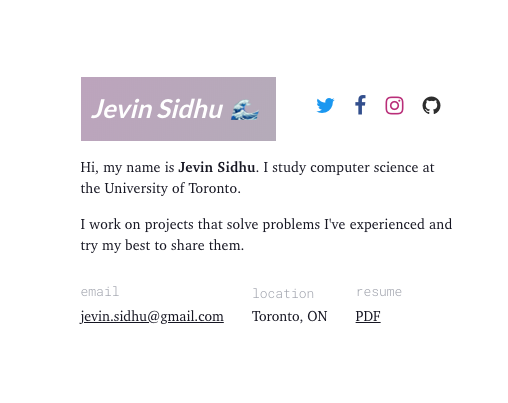 Jevin Sidhu 🌊
Hi, my name is Jevin Sidhu. I study computer science at
the University of Toronto.
I work on projects that solve problems I've experienced and
try my best to share them.
email
location
resume
jevin.sidhu@gmail.com
Toronto, ON
PDF